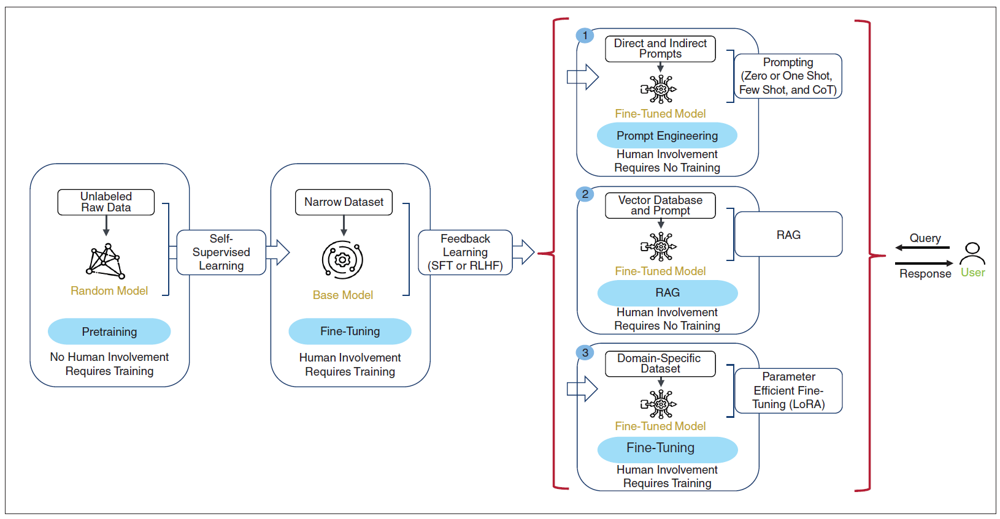 Unlabeled
Raw Data
Random Model
Pretraining
No Human Involvement
Requires Training
Self-
Supervised
Learning
Narrow Dataset
Base Model
Fine-Tuning
Human Involvement
Requires Training
Feedback
Learning
(SFT or RLHF)
1
Direct and Indirect
Prompts
Fine-Tuned Model
Prompt Engineering
Human Involvement
Requires No Training
Prompting
(Zero or One Shot,
Few Shot, and CoT)
2
Vector Database
and Prompt
Fine-Tuned Model
RAG
Human Involvement
Requires No Training
RAG
3
Domain-Specific
Dataset
Fine-Tuned Model
Fine-Tuning
Human Involvement
Requires Training
Parameter
Efficient Fine-
Tuning (LoRA)
Query
Response
User